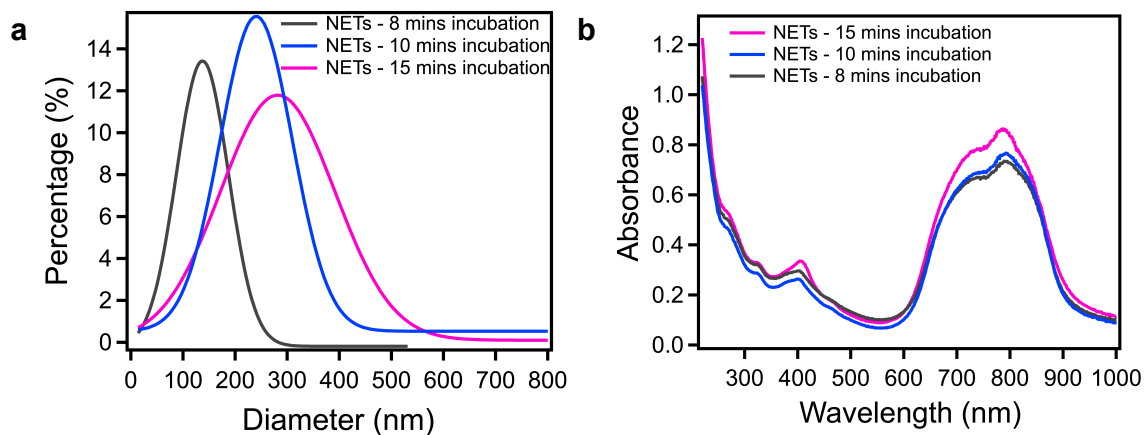 a
NETs - 8 mins incubation
NETs - 10 mins incubation
NETs - 15 mins incubation
Percentage (%)
14
12
10
8
6
4
2
0
0 100 200 300 400 500 600 700 800
Diameter (nm)
b
NETs - 15 mins incubation
NETs - 10 mins incubation
NETs - 8 mins incubation
Absorbance
1.2
1.0
0.8
0.6
0.4
0.2
0.0
300 400 500 600 700 800 900 1000
Wavelength (nm)